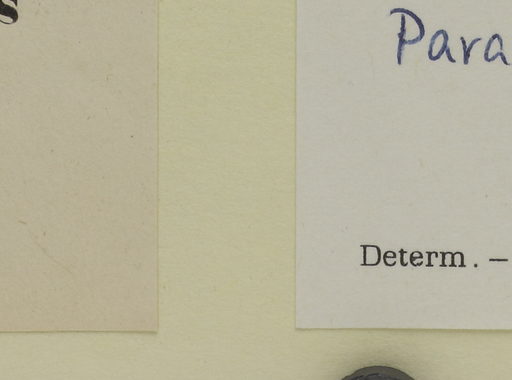 s
Para
Determ. —